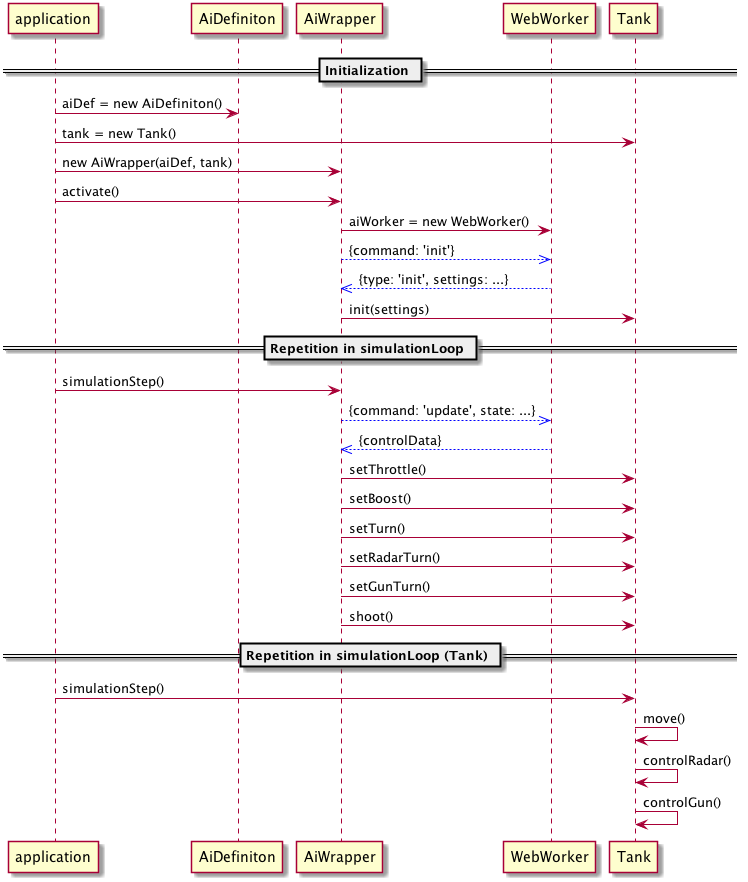 application AiDefiniton AiWrapper WebWorker Tank
Initialization
aiDef = new AiDefiniton()
tank = new Tank()
new AiWrapper(aiDef, tank)
activate()
aiWorker = new WebWorker()
{command: 'init'}
{type: 'init', settings: ...}
init(settings)
Repetition in simulationLoop
simulationStep()
{command: 'update', state: ...}
{controlData}
setThrottle()
setBoost()
setTurn()
setRadarTurn()
setGunTurn()
shoot()
Repetition in simulationLoop (Tank)
simulationStep()
move()
controlRadar()
controlGun()
application AiDefiniton AiWrapper WebWorker Tank